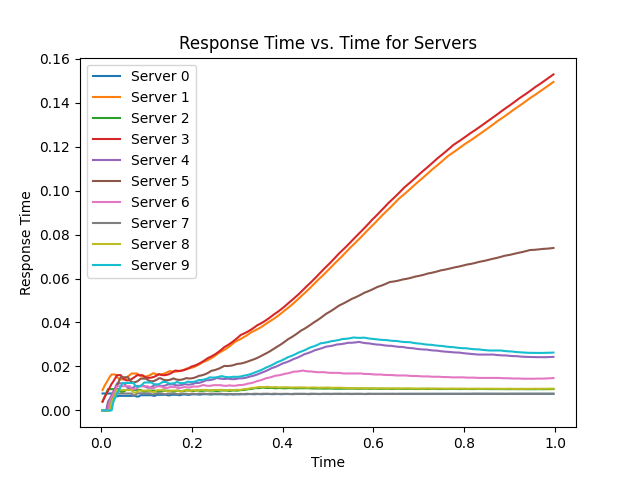 Response Time vs. Time for Servers
Response Time
0.16
0.14
0.12
0.10
0.08
0.06
0.04
0.02
0.00
Server 0
Server 1
Server 2
Server 3
Server 4
Server 5
Server 6
Server 7
Server 8
Server 9
0.0 0.2 0.4 0.6 0.8 1.0
Time